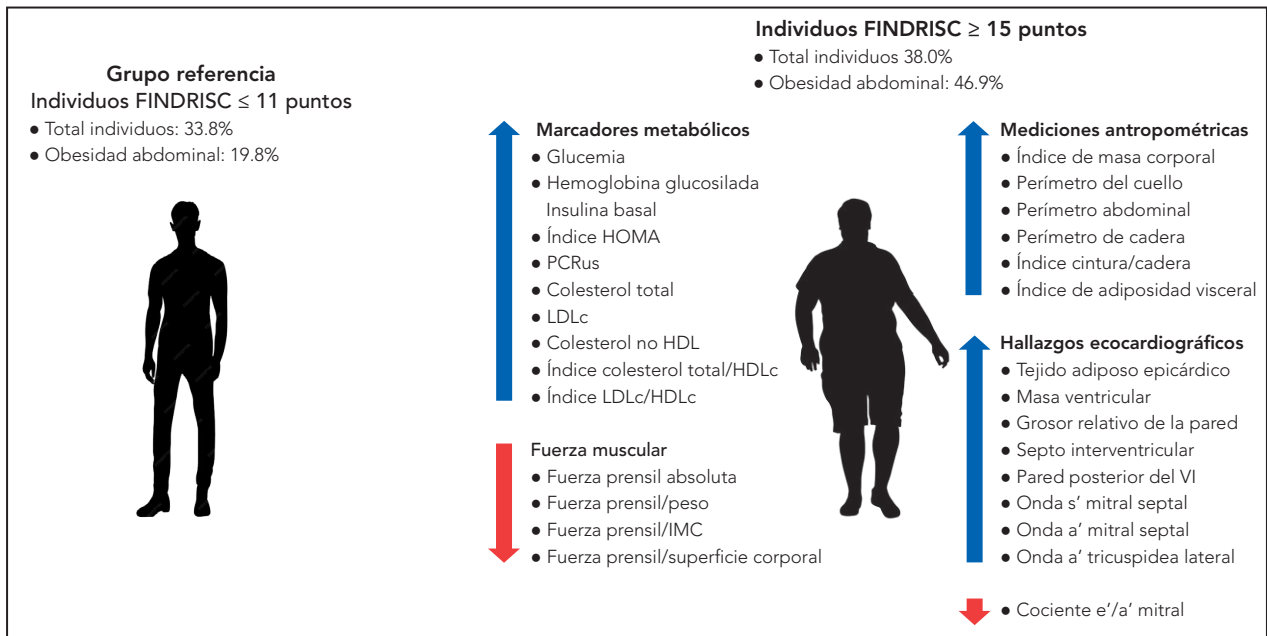 Grupo referencia
Individuos FINDRISC ≤ 11 puntos
● Total individuos: 33.8%
● Obesidad abdominal: 19.8%
Individuos FINDRISC ≥ 15 puntos
● Total individuos 38.0%
● Obesidad abdominal: 46.9%
Marcadores metabólicos
● Glucemia
● Hemoglobina glucosilada
Insulina basal
● Índice HOMA
● PCRus
● Colesterol total
● LDLc
● Colesterol no HDL
● Índice colesterol total/HDLc
● Índice LDLc/HDLc
Fuerza muscular
● Fuerza prensil absoluta
● Fuerza prensil/peso
● Fuerza prensil/IMC
● Fuerza prensil/superficie corporal
Mediciones antropométricas
● Índice de masa corporal
● Perímetro del cuello
● Perímetro abdominal
● Perímetro de cadera
● Índice cintura/cadera
● Índice de adiposidad visceral
Hallazgos ecocardiográficos
● Tejido adiposo epicárdico
● Masa ventricular
● Grosor relativo de la pared
● Septo interventricular
● Pared posterior del VI
● Onda s’ mitral septal
● Onda a’ mitral septal
● Onda a’ tricuspidea lateral
● Cociente e’/a’ mitral